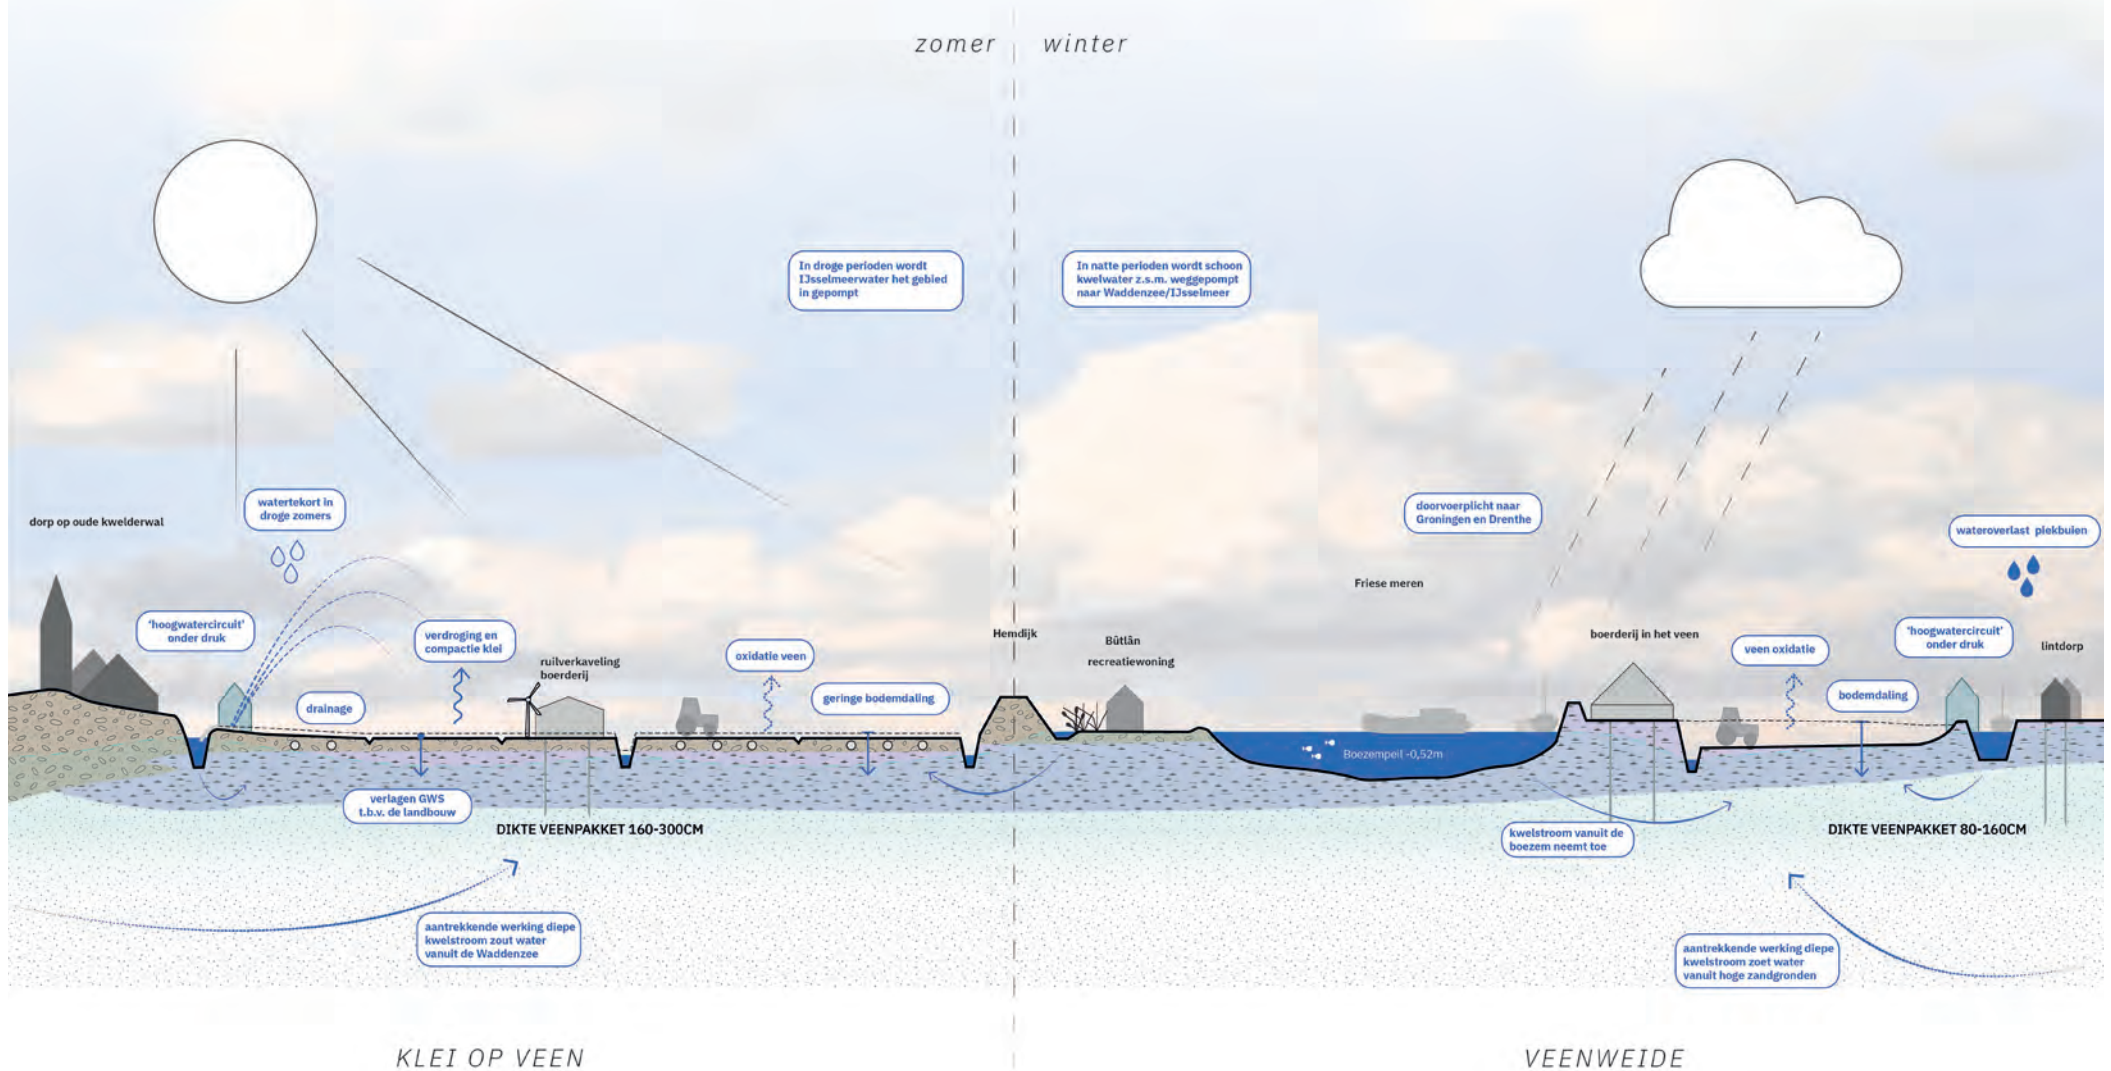 zomer
winter
In droge perioden wordt
IJsselmeerwater het gebied
in gepompt
In natte perioden wordt schoon
kwelwater z.s.m. weggepompt
naar Waddenzee/IJsselmeer
dorp op oude kwelderwal
watertekort in
droge zomers
'hoogwatercircuit'
onder druk
verdroging en
compactie klei
drainage
ruilverkaveling
boerderij
oxidatie veen
geringe bodemdaling
Hemdijk
Bûtlân
recreatiewoning
doorvoerplicht naar
Groningen en Drenthe
Friese meren
wateroverlast piekbuien
boerderij in het veen
veen oxidatie
'hoogwatercircuit'
onder druk
lintdorp
bodemdaling
Boezempeil -0,52m
verlagen GWS
t.b.v. de landbouw
DIKTE VEENPAKKET 160-300CM
kwelstroom vanuit de
boezem neemt toe
DIKTE VEENPAKKET 80-160CM
aantrekkende werking diepe
kwelstroom zout water
vanuit de Waddenzee
aantrekkende werking diepe
kwelstroom zoet water
vanuit hoge zandgronden
KLEI OP VEEN
VEENWEIDE